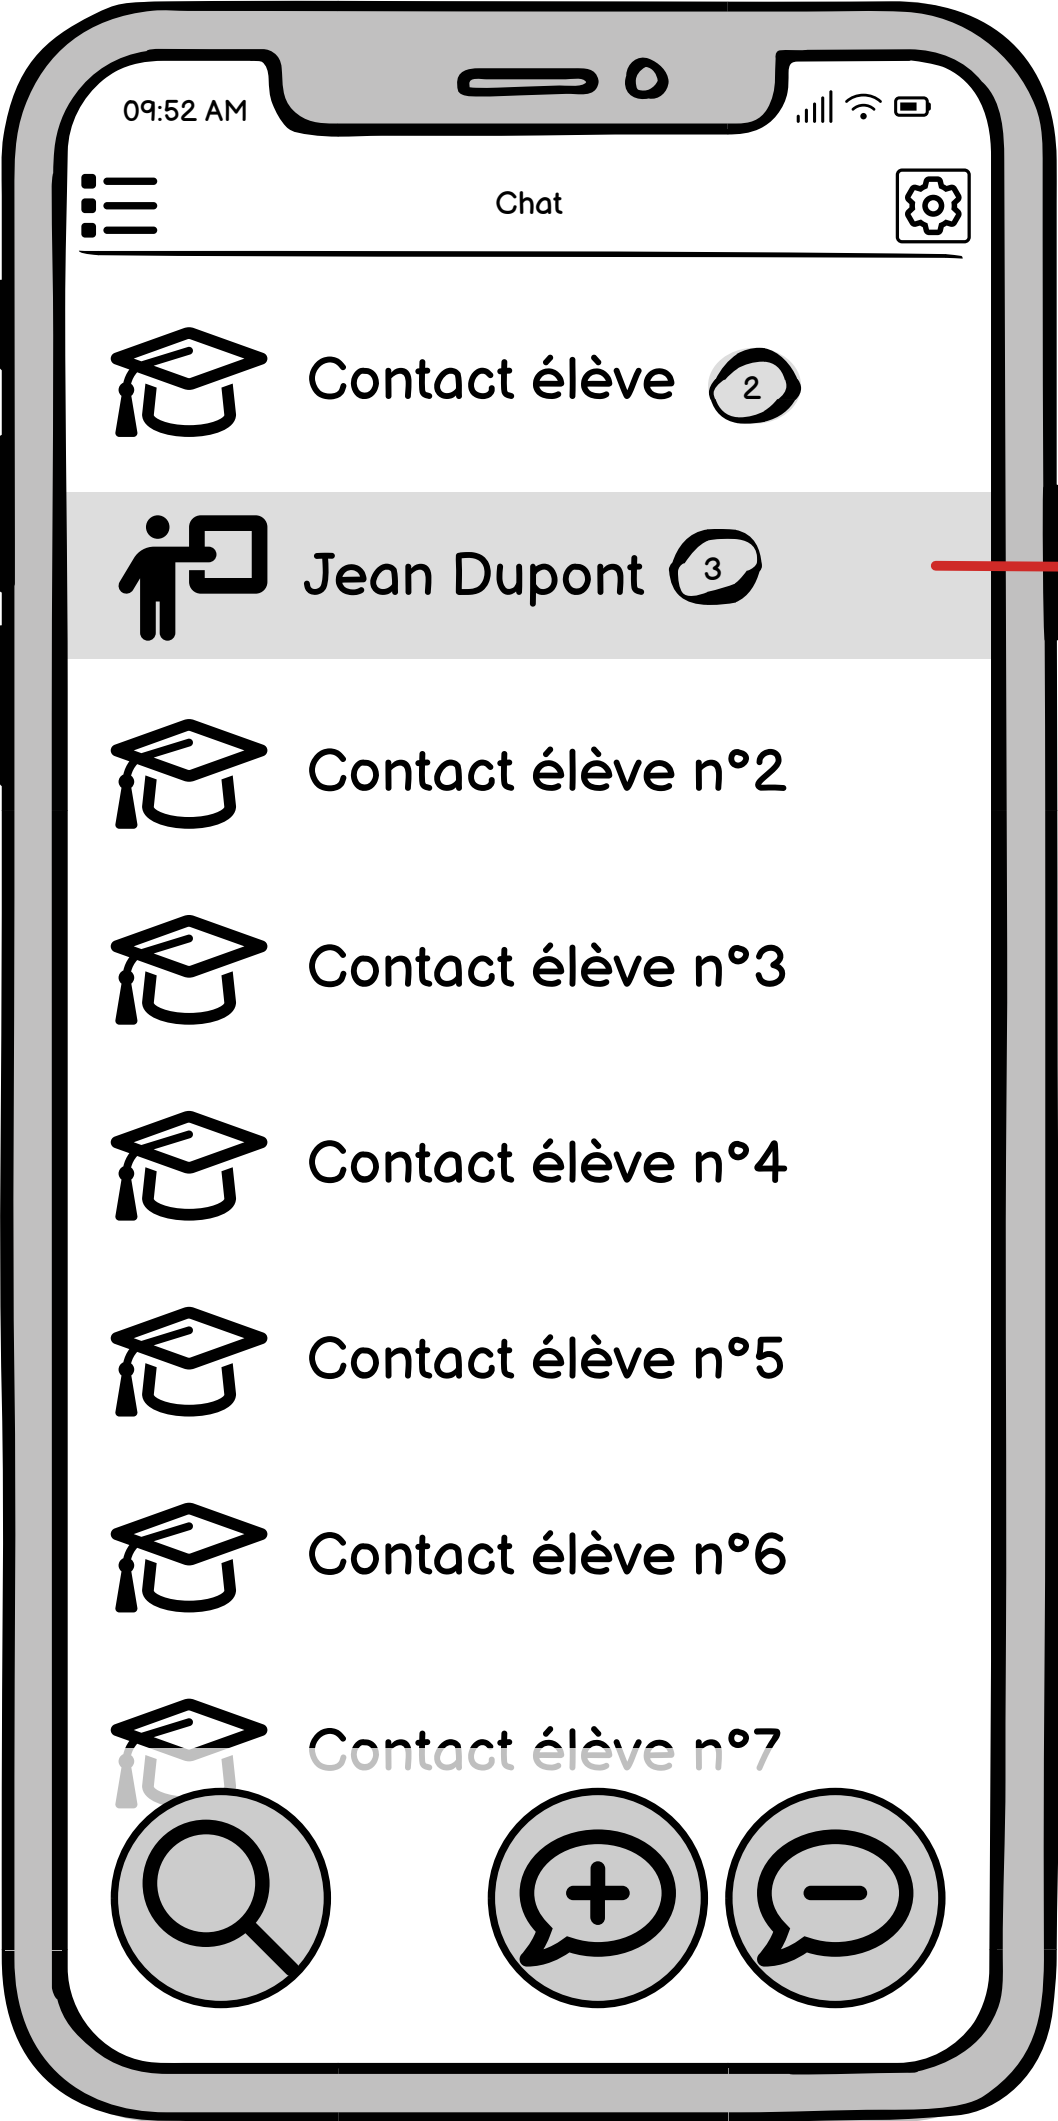 09:52 AM
Chat
Contact élève 2
Jean Dupont 3
Contact élève n°2
Contact élève n°3
Contact élève n°4
Contact élève n°5
Contact élève n°6
Contact élève n°7